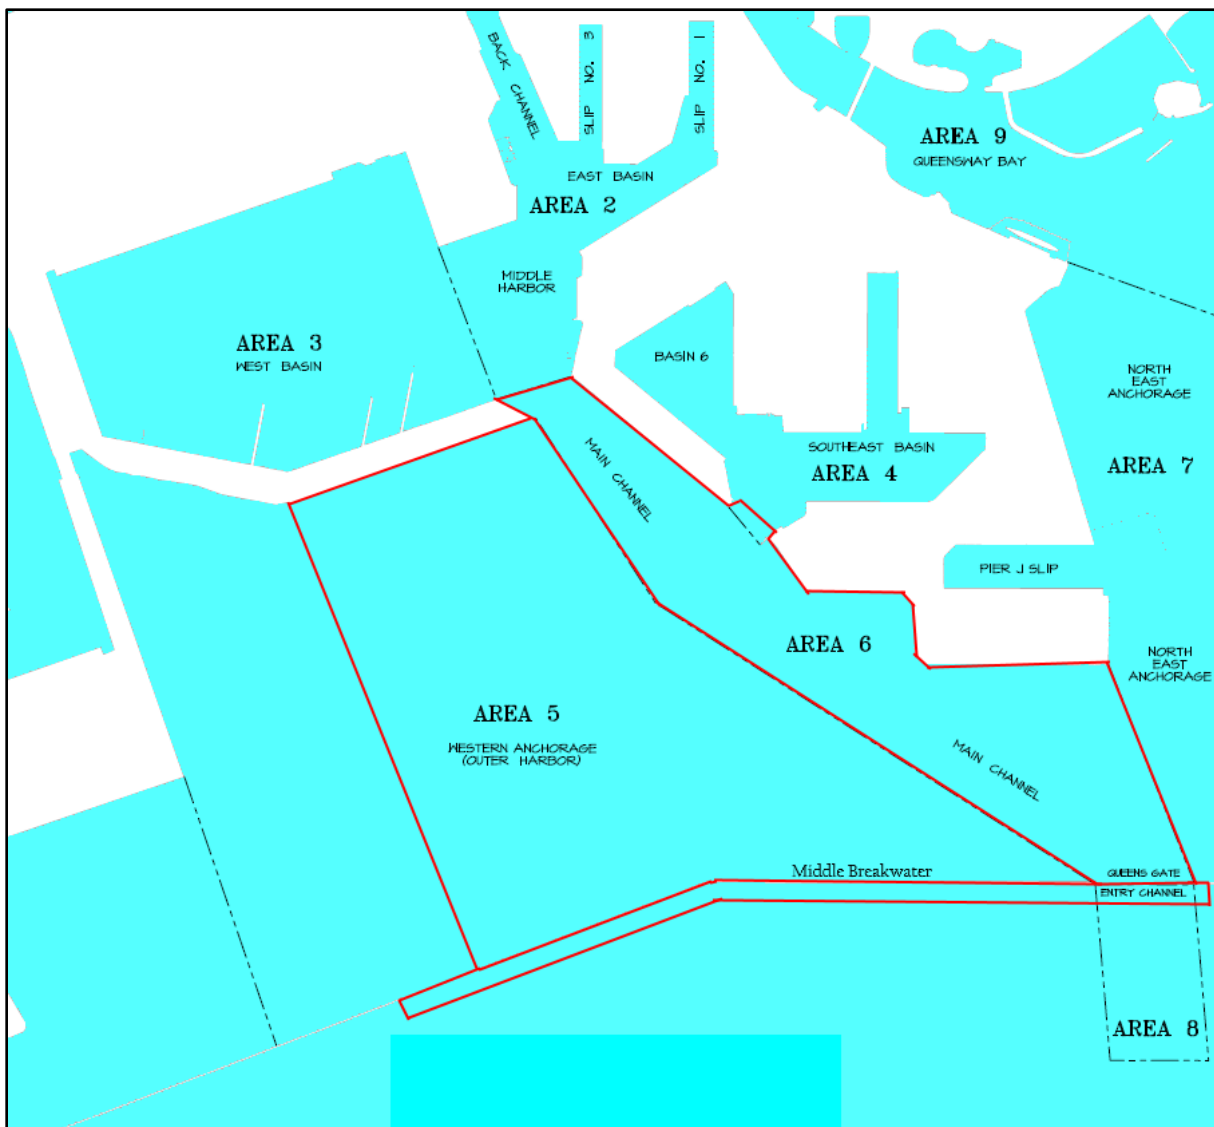 BACK CHANNEL
SLIP NO. 3
SLIP NO. 1
AREA 9
QUEENSWAY BAY
EAST BASIN
AREA 2
MIDDLE
HARBOR
AREA 3
WEST BASIN
BASIN 6
NORTH
EAST
ANCHORAGE
MAIN CHANNEL
SOUTHEAST BASIN
AREA 4
AREA 7
PIER J SLIP
AREA 6
NORTH
EAST
ANCHORAGE
AREA 5
WESTERN ANCHORAGE
(OUTER HARBOR)
MAIN CHANNEL
Middle Breakwater
QUEENS GATE
ENTRY CHANNEL
AREA 8